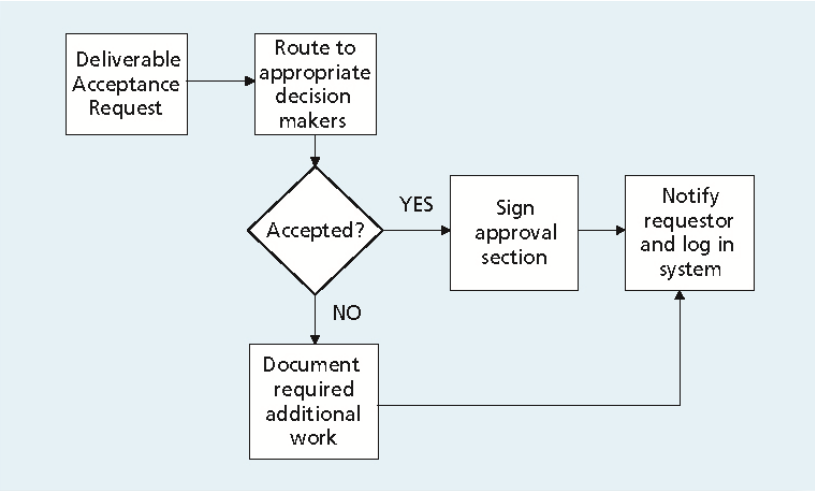 Deliverable
Acceptance
Request
Route to
appropriate
decision
makers
Accepted?
YES
Sign
approval
section
Notify
requestor
and log in
system
NO
Document
required
additional
work